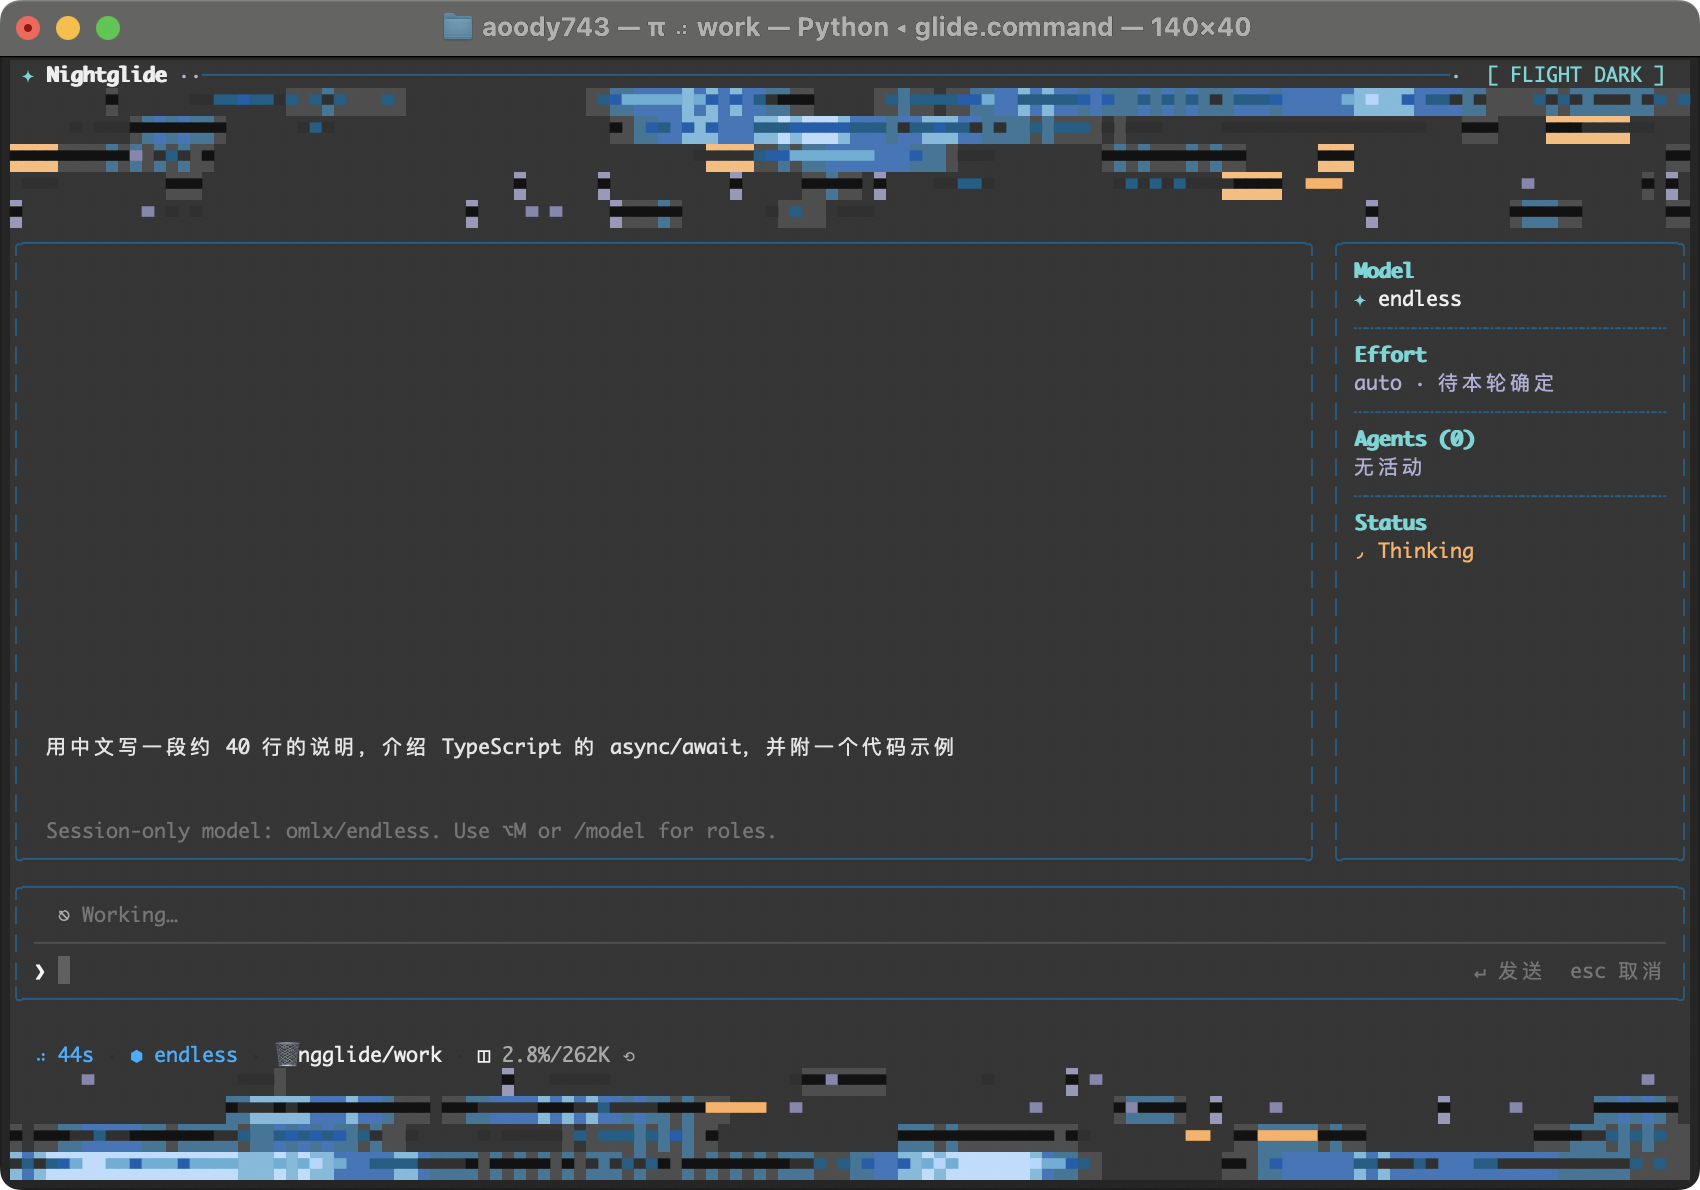 aoody743 — π ⠴ work — Python ◂ glide.command — 140×40
✦ Nightglide ·· · [ FLIGHT DARK ]
Model
✦ endless
Effort
auto · 待本轮确定
Agents (0)
无活动
Status
Thinking
用中文写一段约 40 行的说明, 介绍 TypeScript 的 async/await, 并附一个代码示例
Session-only model: omlx/endless. Use ⌥M or /model for roles.
Working…
❯ ↵ 发送 esc 取消
44s ⬢ endless ngglide/work ◫ 2.8%/262K ⟲